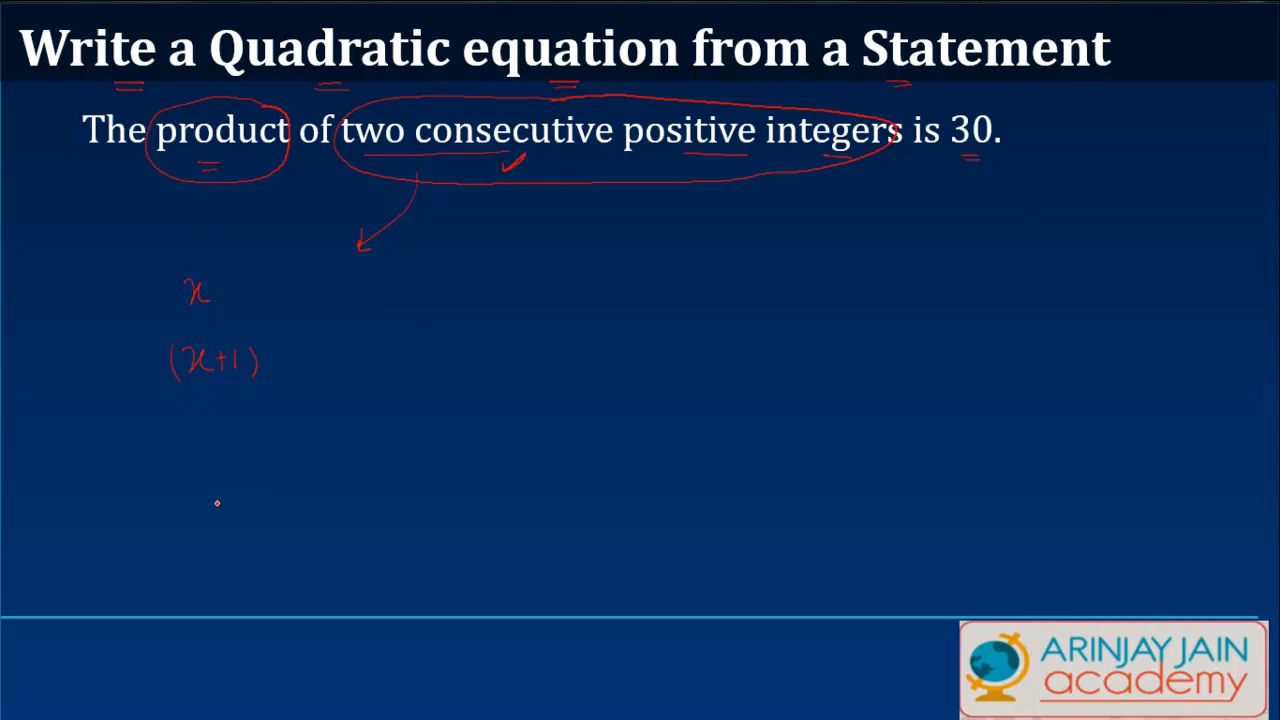 Write a Quadratic equation from a Statement
The product of two consecutive positive integers is 30.
x
(x+1)
ARINJAY JAIN
academy